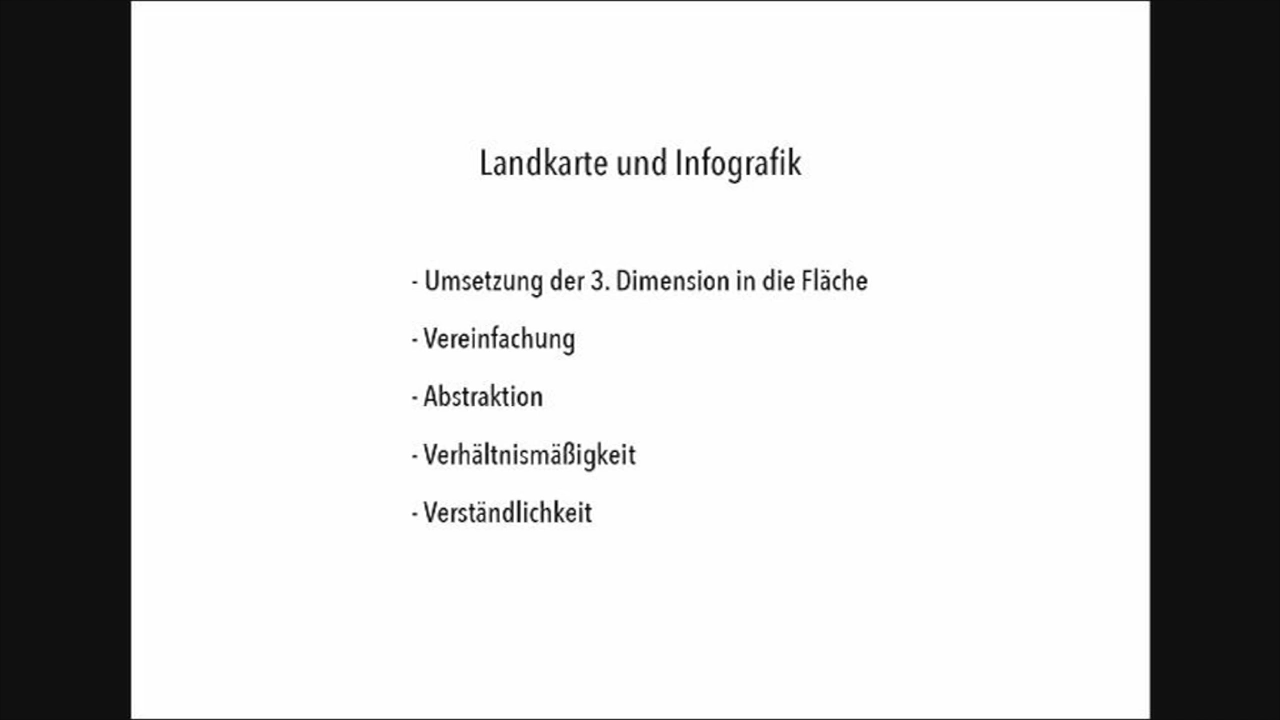 Landkarte und Infografik
- Umsetzung der 3. Dimension in die Fläche
- Vereinfachung
- Abstraktion
- Verhältnismäßigkeit
- Verständlichkeit